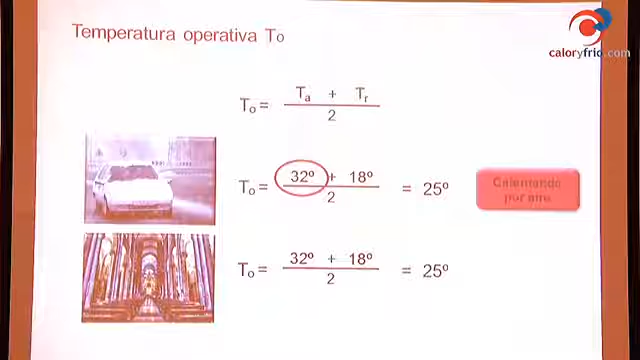 Temperatura operativa To
caloryfrio.com
To = Ta + Tr
2
To = 32º + 18º = 25º
2
Calentando
por aire
To = 32º + 18º = 25º
2